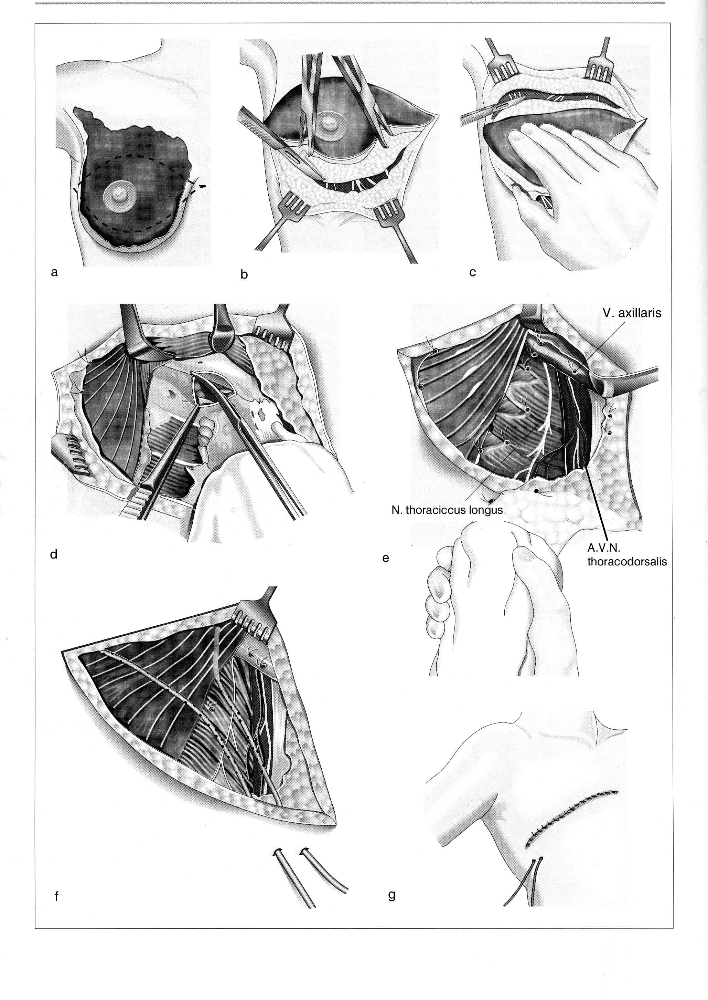 a
b
c
V. axillaris
N. thoraciccus longus
A.V.N.
thoracodorsalis
d
e
f
g